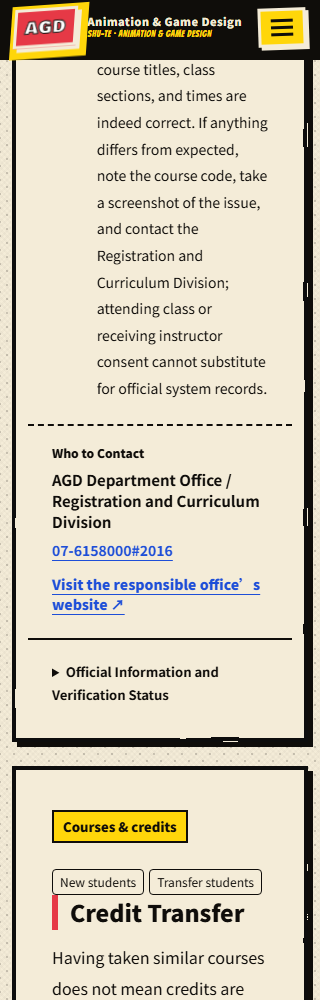 AGD
Animation & Game Design
SHU-TE · ANIMATION & GAME DESIGN
course titles, class
sections, and times are
indeed correct. If anything
differs from expected,
note the course code, take
a screenshot of the issue,
and contact the
Registration and
Curriculum Division;
attending class or
receiving instructor
consent cannot substitute
for official system records.
Who to Contact
AGD Department Office /
Registration and Curriculum
Division
07-6158000#2016
Visit the responsible office’s
website ↗
▶ Official Information and
Verification Status
Courses & credits
New students
Transfer students
Credit Transfer
Having taken similar courses
does not mean credits are